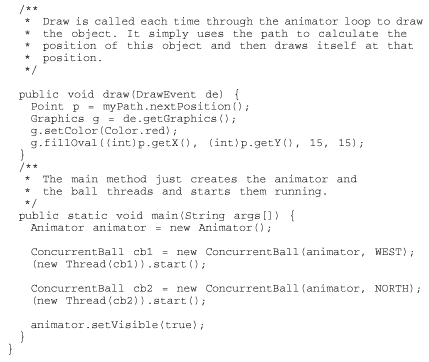 /**
* Draw is called each time through the animator loop to draw
* the object. It simply uses the path to calculate the
* position of this object and then draws itself at that
* position.
*/
public void draw(DrawEvent de) {
Point p = myPath.nextPosition();
Graphics g = de.getGraphics();
g.setColor(Color.red);
g.fillOval((int)p.getX(), (int)p.getY(), 15, 15);
}
/**
* The main method just creates the animator and
* the ball threads and starts them running.
*/
public static void main(String args[]) {
Animator animator = new Animator();
ConcurrentBall cb1 = new ConcurrentBall(animator, WEST);
(new Thread(cb1)).start();
ConcurrentBall cb2 = new ConcurrentBall(animator, NORTH);
(new Thread(cb2)).start();
animator.setVisible(true);
}
}